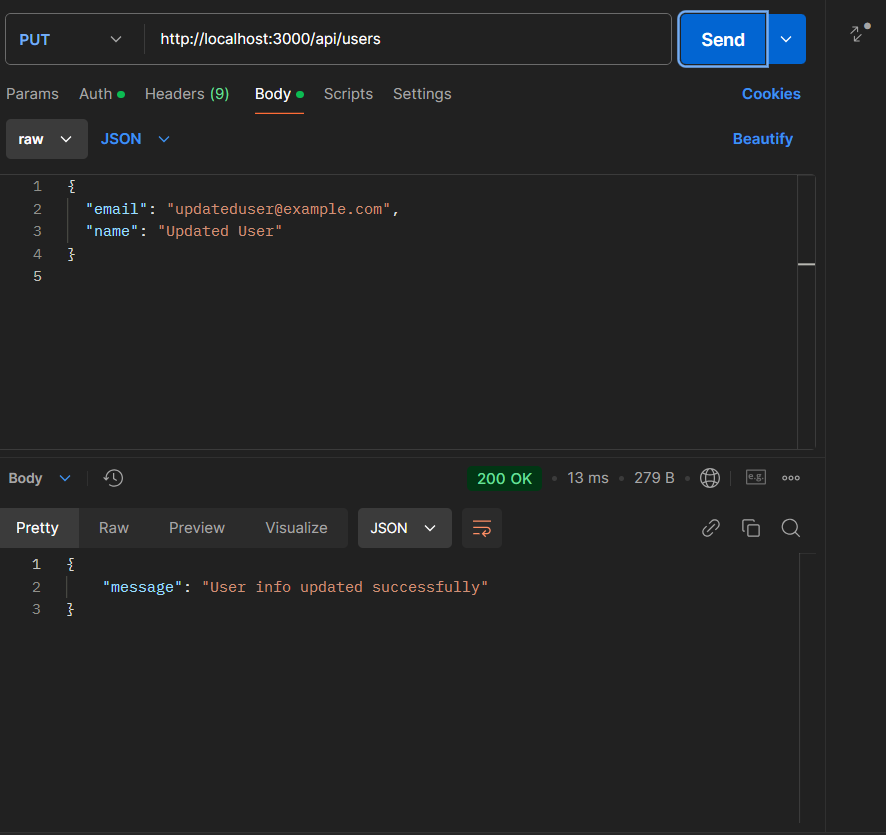 PUT http://localhost:3000/api/users Send
Params Auth Headers (9) Body Scripts Settings Cookies
raw JSON Beautify
1 {
2 "email": "updateduser@example.com",
3 "name": "Updated User"
4 }
5
Body 200 OK 13 ms 279 B e.g.
Pretty Raw Preview Visualize JSON
1 {
2 "message": "User info updated successfully"
3 }